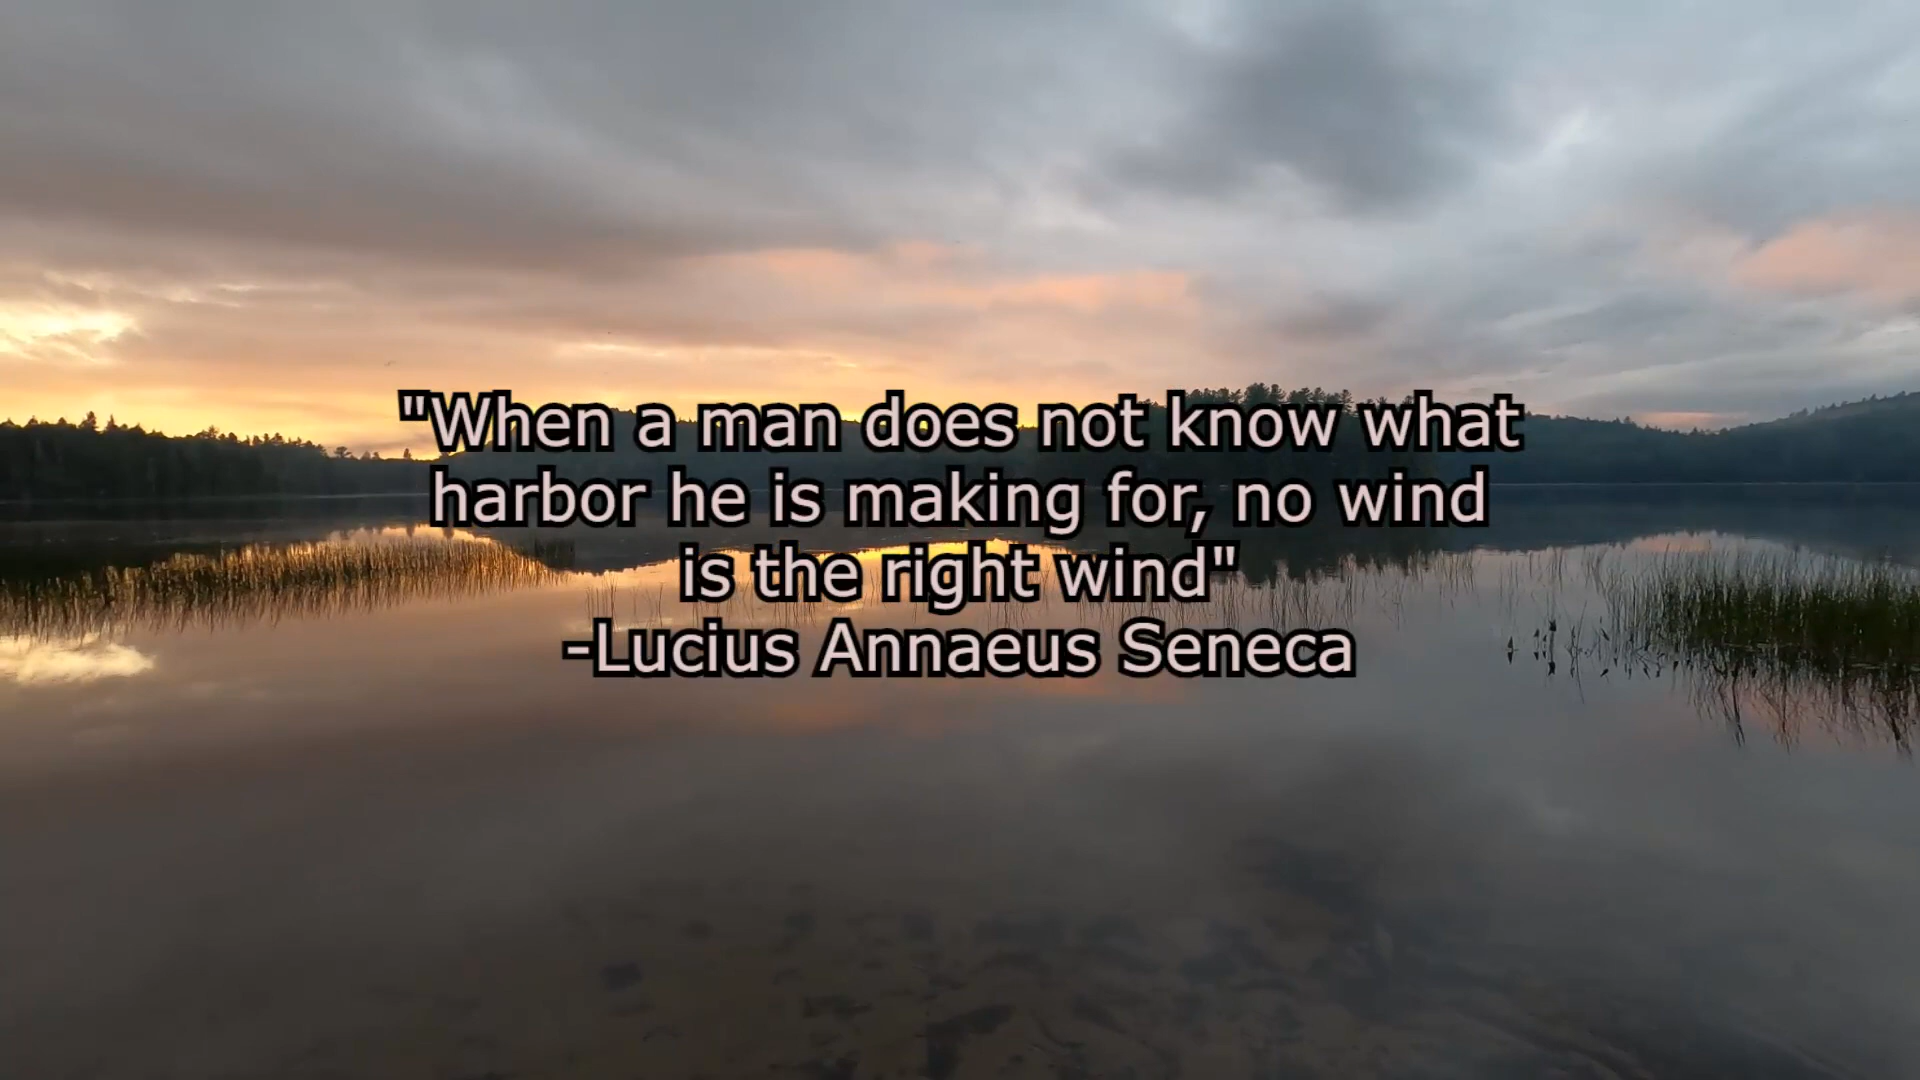 "When a man does not know what
harbor he is making for, no wind
is the right wind"
-Lucius Annaeus Seneca